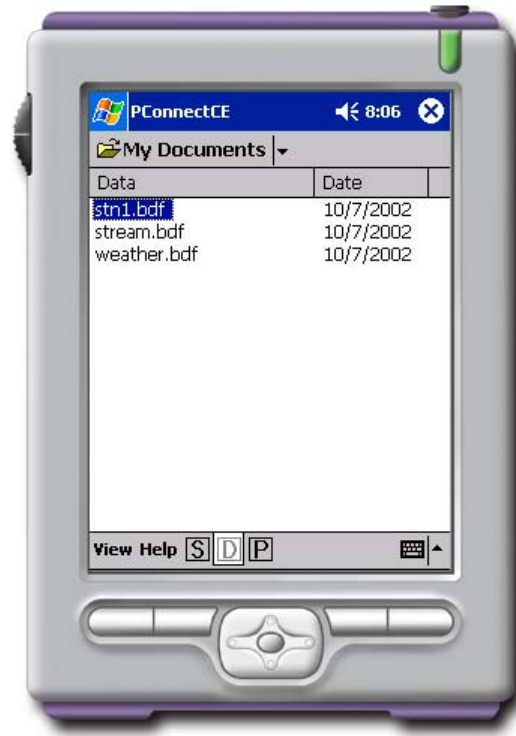 PConnectCE 8:06
My Documents
Data Date
stn1.bdf 10/7/2002
stream.bdf 10/7/2002
weather.bdf 10/7/2002
View Help S D P